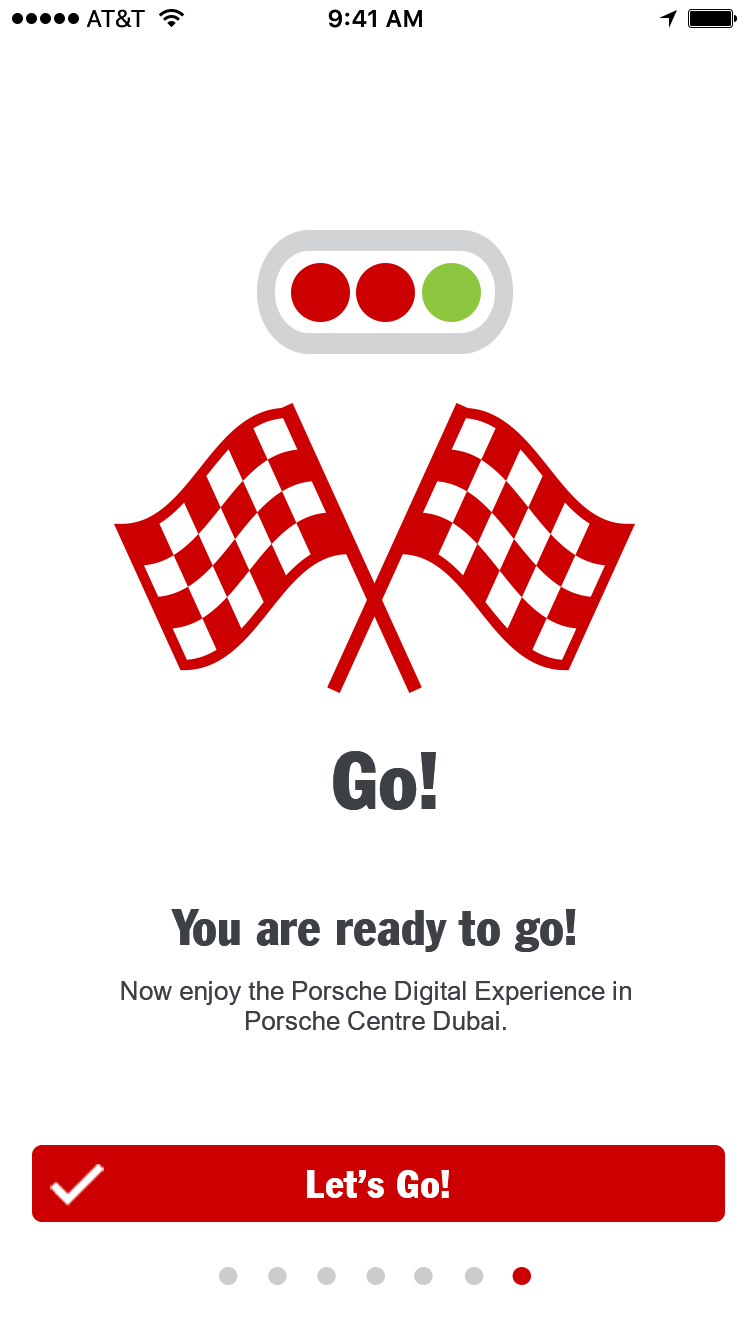 AT&T 9:41 AM
Go!
You are ready to go!
Now enjoy the Porsche Digital Experience in
Porsche Centre Dubai.
Let’s Go!